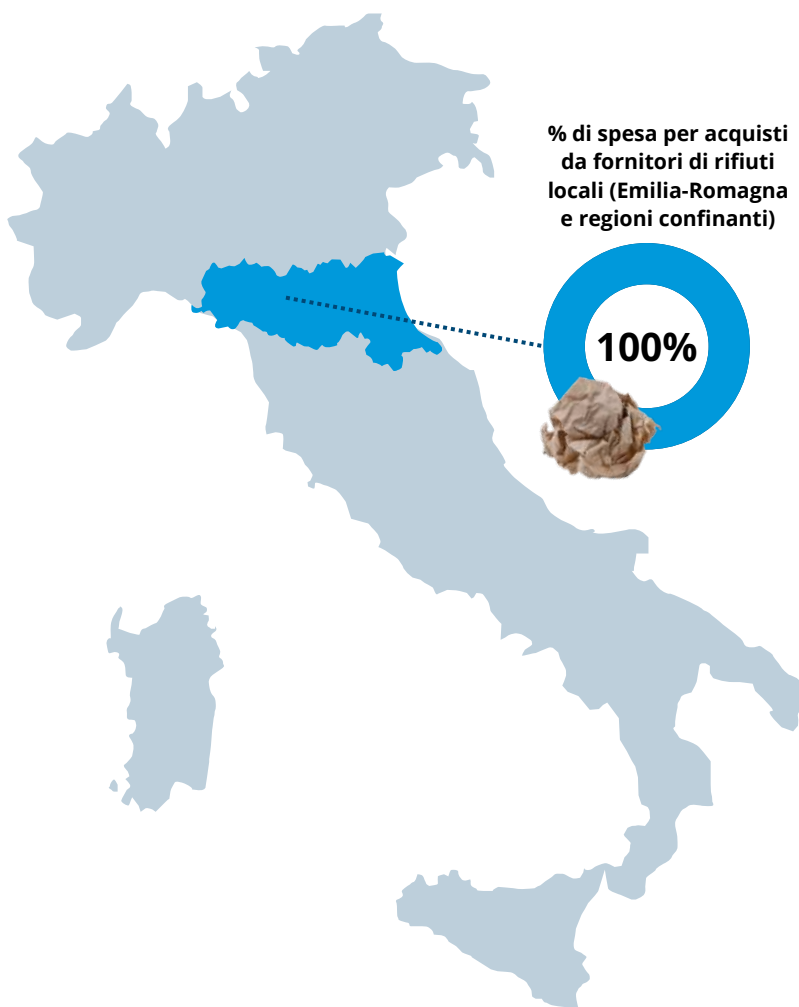 % di spesa per acquisti
da fornitori di rifiuti
locali (Emilia-Romagna
e regioni confinanti)
100%